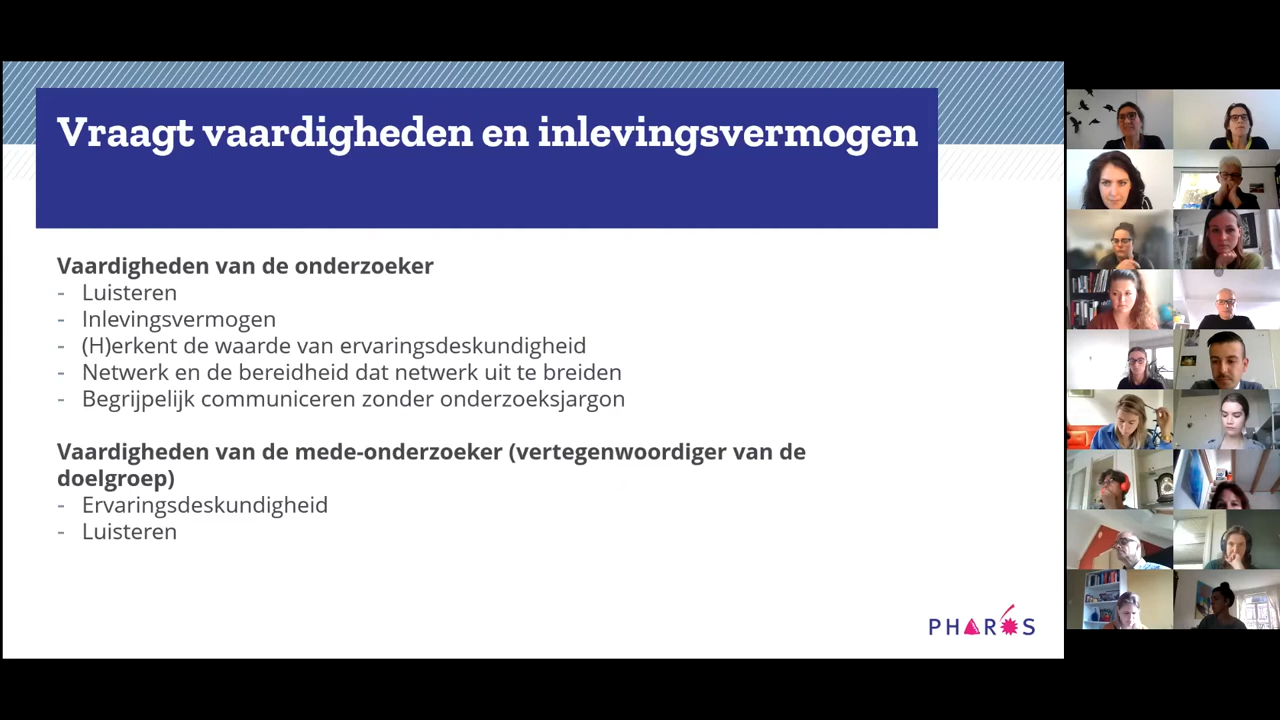 Vraagt vaardigheden en inlevingsvermogen
Vaardigheden van de onderzoeker
- Luisteren
- Inlevingsvermogen
- (H)erkent de waarde van ervaringsdeskundigheid
- Netwerk en de bereidheid dat netwerk uit te breiden
- Begrijpelijk communiceren zonder onderzoeksjargon
Vaardigheden van de mede-onderzoeker (vertegenwoordiger van de
doelgroep)
- Ervaringsdeskundigheid
- Luisteren
PHAROS